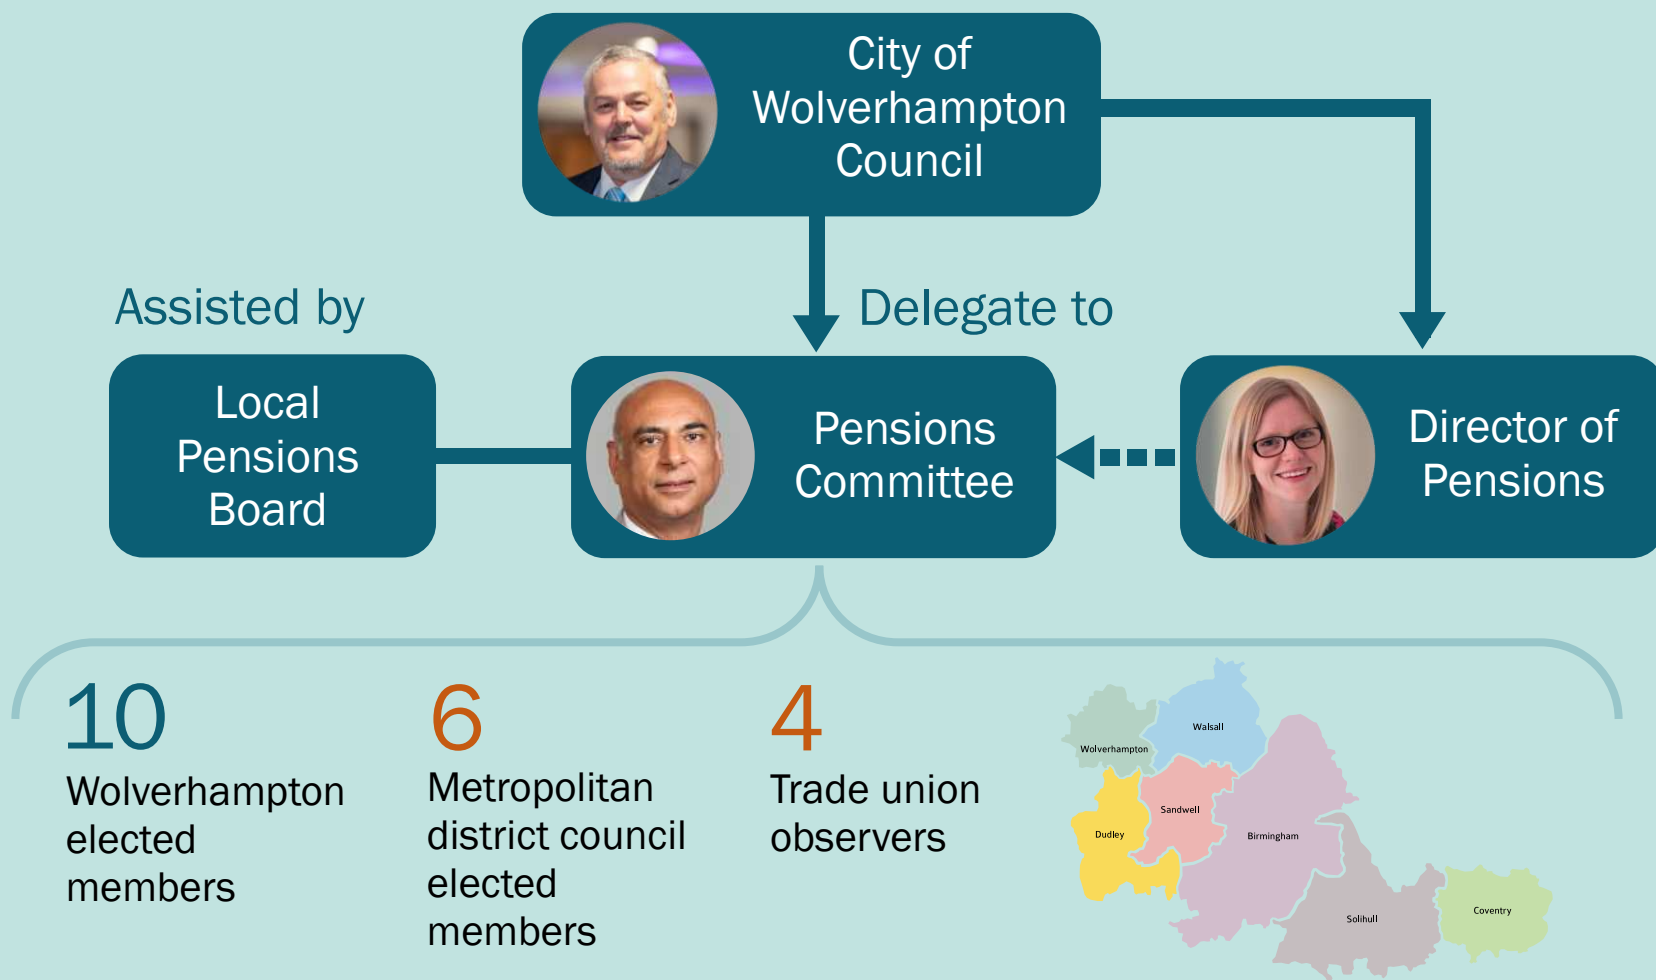 City of
Wolverhampton
Council
Assisted by
Delegate to
Local
Pensions
Board
Pensions
Committee
Director of
Pensions
10
Wolverhampton
elected
members
6
Metropolitan
district council
elected
members
4
Trade union
observers
Walsall
Wolverhampton
Sandwell
Dudley
Birmingham
Solihull
Coventry